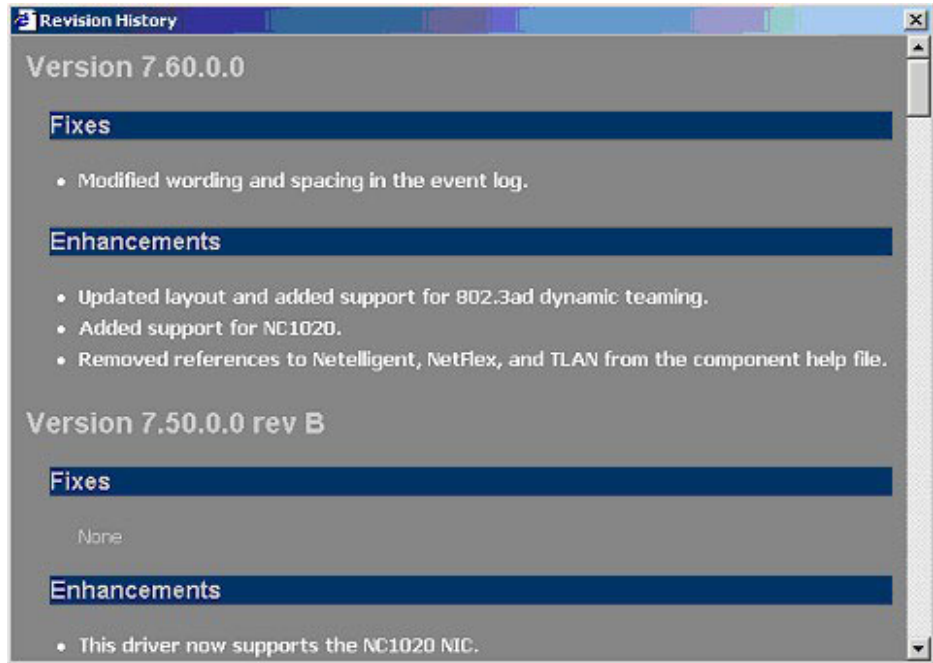 Revision History
Version 7.60.0.0
Fixes
• Modified wording and spacing in the event log.
Enhancements
• Updated layout and added support for 802.3ad dynamic teaming.
• Added support for NC1020.
• Removed references to Netelligent, NetFlex, and TLAN from the component help file.
Version 7.50.0.0 rev B
Fixes
None
Enhancements
• This driver now supports the NC1020 NIC.